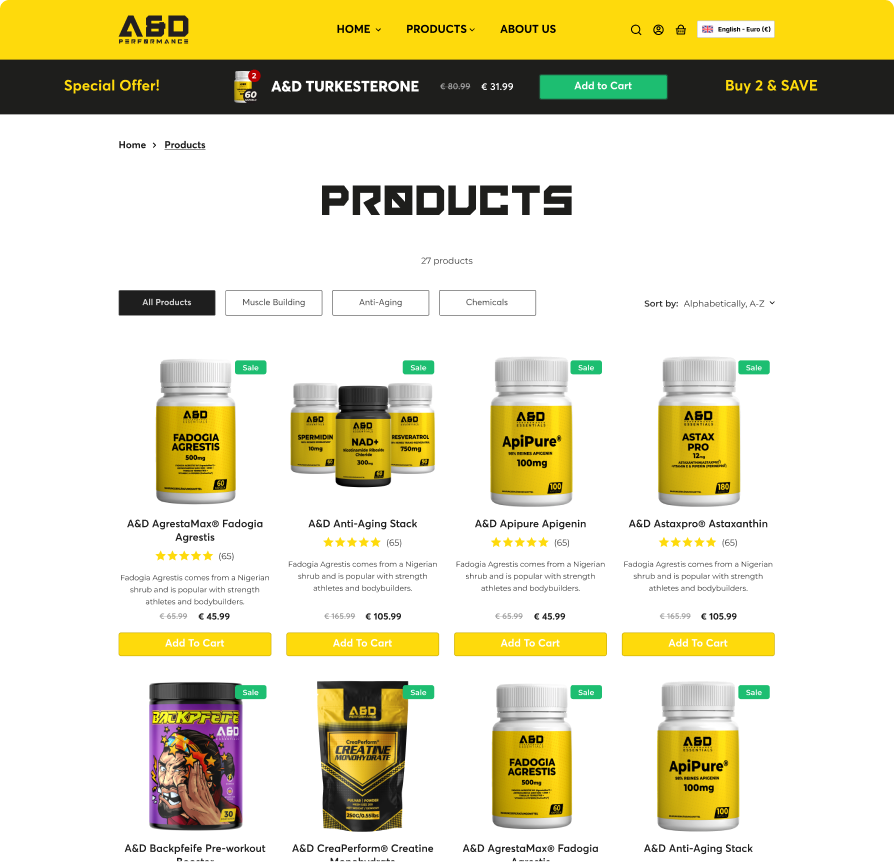 A&D
PERFORMANCE
HOME
PRODUCTS
ABOUT US
English - Euro (€)
Special Offer!
2
60
A&D TURKESTERONE
€ 80.99
€ 31.99
Add to Cart
Buy 2 & SAVE
Home > Products
PRODUCTS
27 products
All Products
Muscle Building
Anti-Aging
Chemicals
Sort by: Alphabetically, A-Z
Sale
A&D
ESSENTIALS
FADOGIA
AGRESTIS
500mg
60
Sale
A&D
SPERMIDIN
10mg
60
A&D
ESSENTIALS
NAD+
Nicotinamide Riboside
Chloride
300mg
60
A&D
RESVERATROL
750mg
60
Sale
A&D
ESSENTIALS
ApiPure®
98% REINES APIGENIN
100mg
100
Sale
A&D
ESSENTIALS
ASTAX
PRO
12mg
180
A&D AgrestaMax® Fadogia
Agrestis
(65)
Fadogia Agrestis comes from a Nigerian
shrub and is popular with strength
athletes and bodybuilders.
€ 65.99 € 45.99
Add To Cart
A&D Anti-Aging Stack
(65)
Fadogia Agrestis comes from a Nigerian
shrub and is popular with strength
athletes and bodybuilders.
€ 165.99 € 105.99
Add To Cart
A&D Apipure Apigenin
(65)
Fadogia Agrestis comes from a Nigerian
shrub and is popular with strength
athletes and bodybuilders.
€ 65.99 € 45.99
Add To Cart
A&D Astaxpro® Astaxanthin
(65)
Fadogia Agrestis comes from a Nigerian
shrub and is popular with strength
athletes and bodybuilders.
€ 165.99 € 105.99
Add To Cart
Sale
BACKPFEIFE
A&D
ESSENTIALS
30
Sale
A&D
PERFORMANCE
CreaPerform®
CREATINE
MONOHYDRATE
250G/0.55lbs
Sale
A&D
ESSENTIALS
FADOGIA
AGRESTIS
500mg
60
Sale
A&D
ESSENTIALS
ApiPure®
98% REINES APIGENIN
100mg
100
A&D Backpfeife Pre-workout
Booster
A&D CreaPerform® Creatine
Monohydrate
A&D AgrestaMax® Fadogia
Agrestis
A&D Anti-Aging Stack